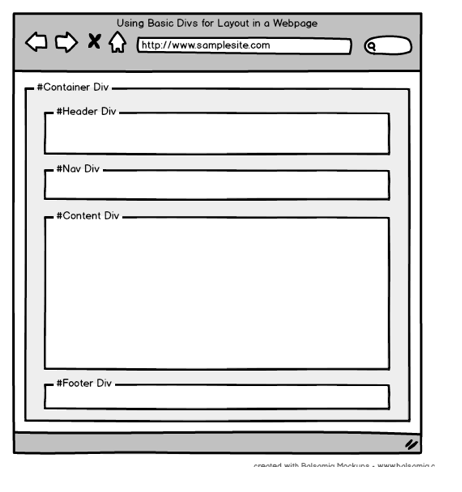 Using Basic Divs for Layout in a Webpage
http://www.samplesite.com
#Container Div
#Header Div
#Nav Div
#Content Div
#Footer Div
created with Balsamiq Mockups - www.balsamiq.c